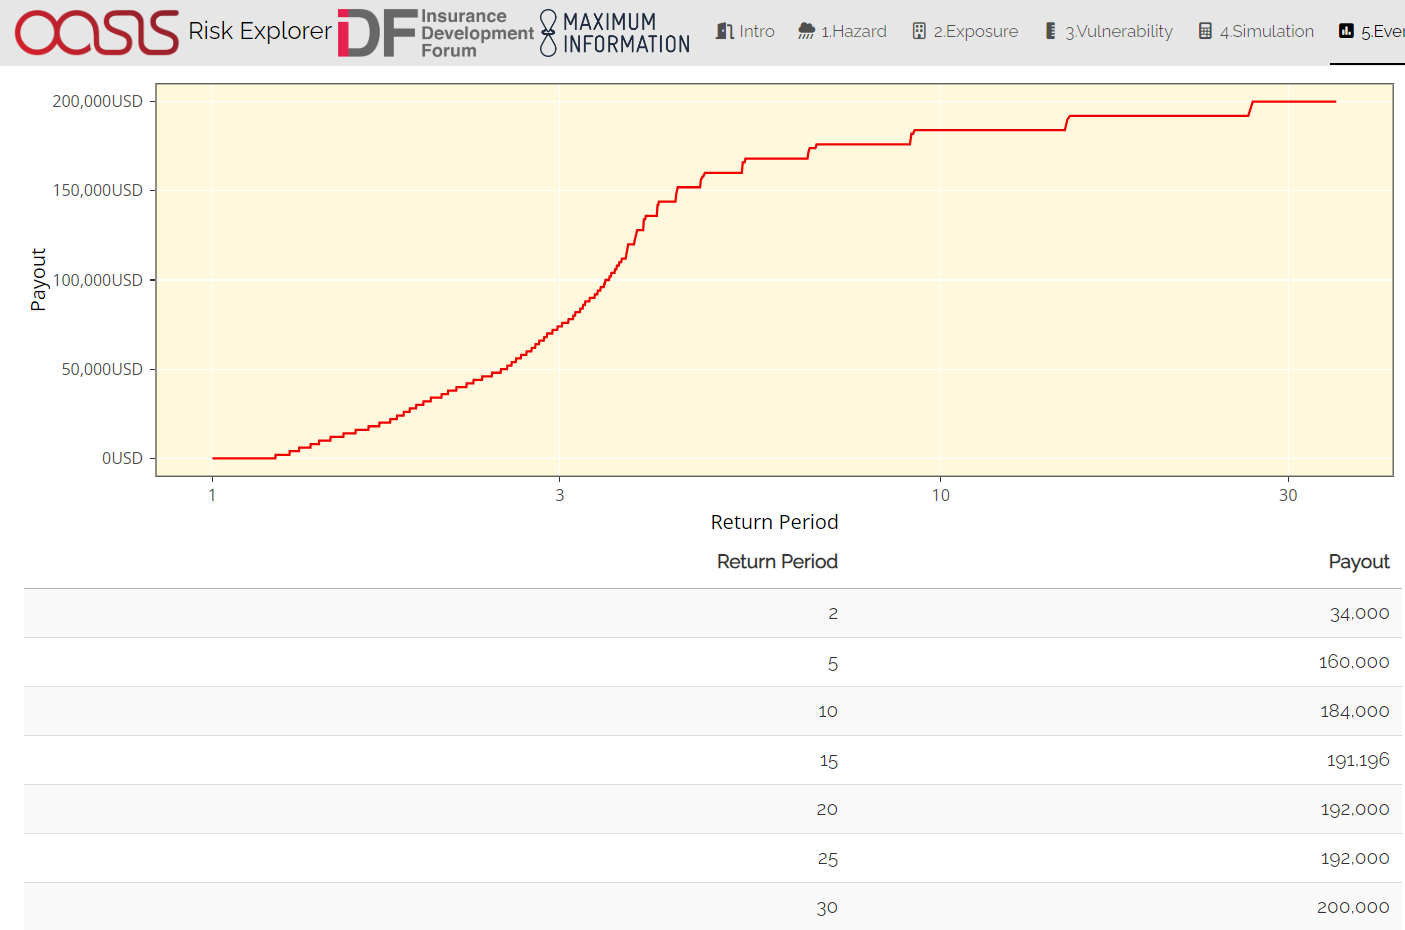 OASIS Risk Explorer iDF Insurance Development Forum MAXIMUM INFORMATION Intro 1.Hazard 2.Exposure 3.Vulnerability 4.Simulation
200,000USD
150,000USD
100,000USD
50,000USD
0USD
Payout
1 3 10 30
Return Period
Return Period Payout
2 34,000
5 160,000
10 184,000
15 191,196
20 192,000
25 192,000
30 200,000